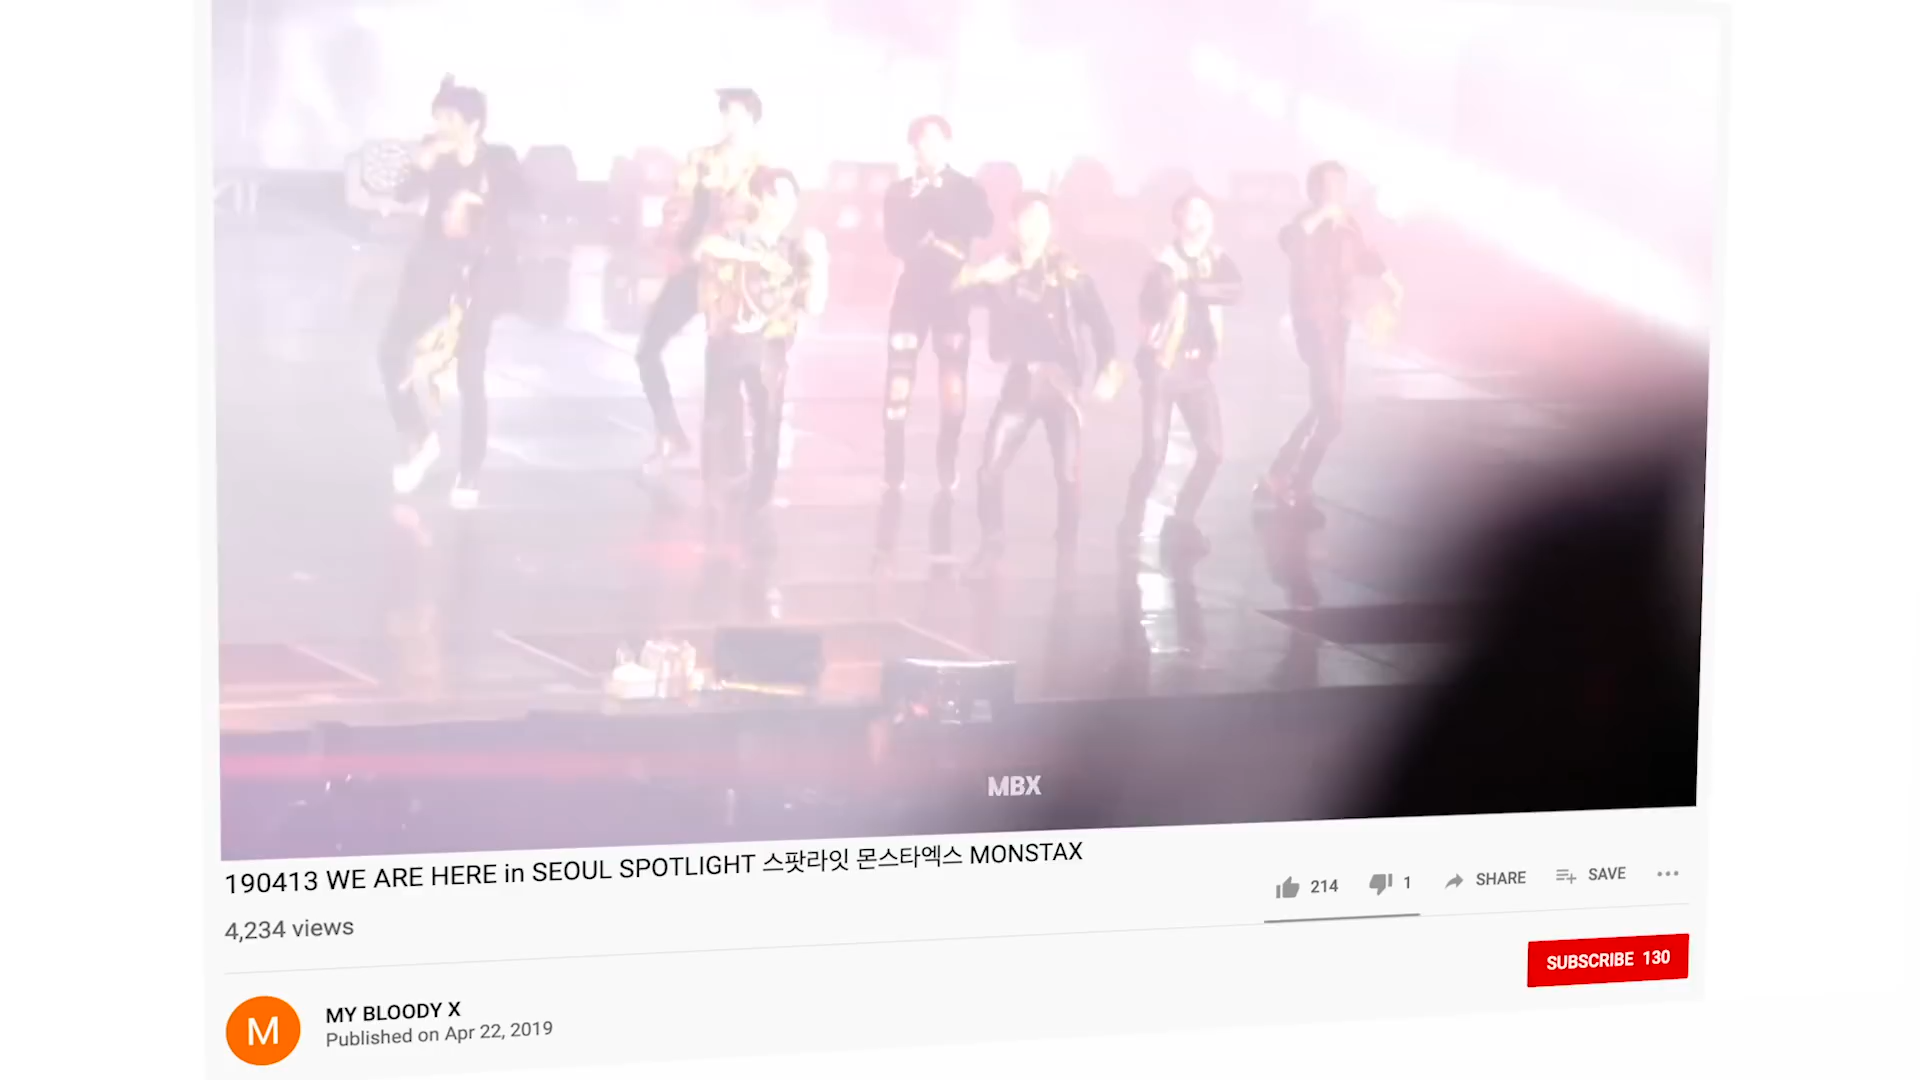 MBX
190413 WE ARE HERE in SEOUL SPOTLIGHT 스팟라잇 몬스타엑스 MONSTAX
4,234 views
214 1 SHARE SAVE
SUBSCRIBE 130
M
MY BLOODY X
Published on Apr 22, 2019